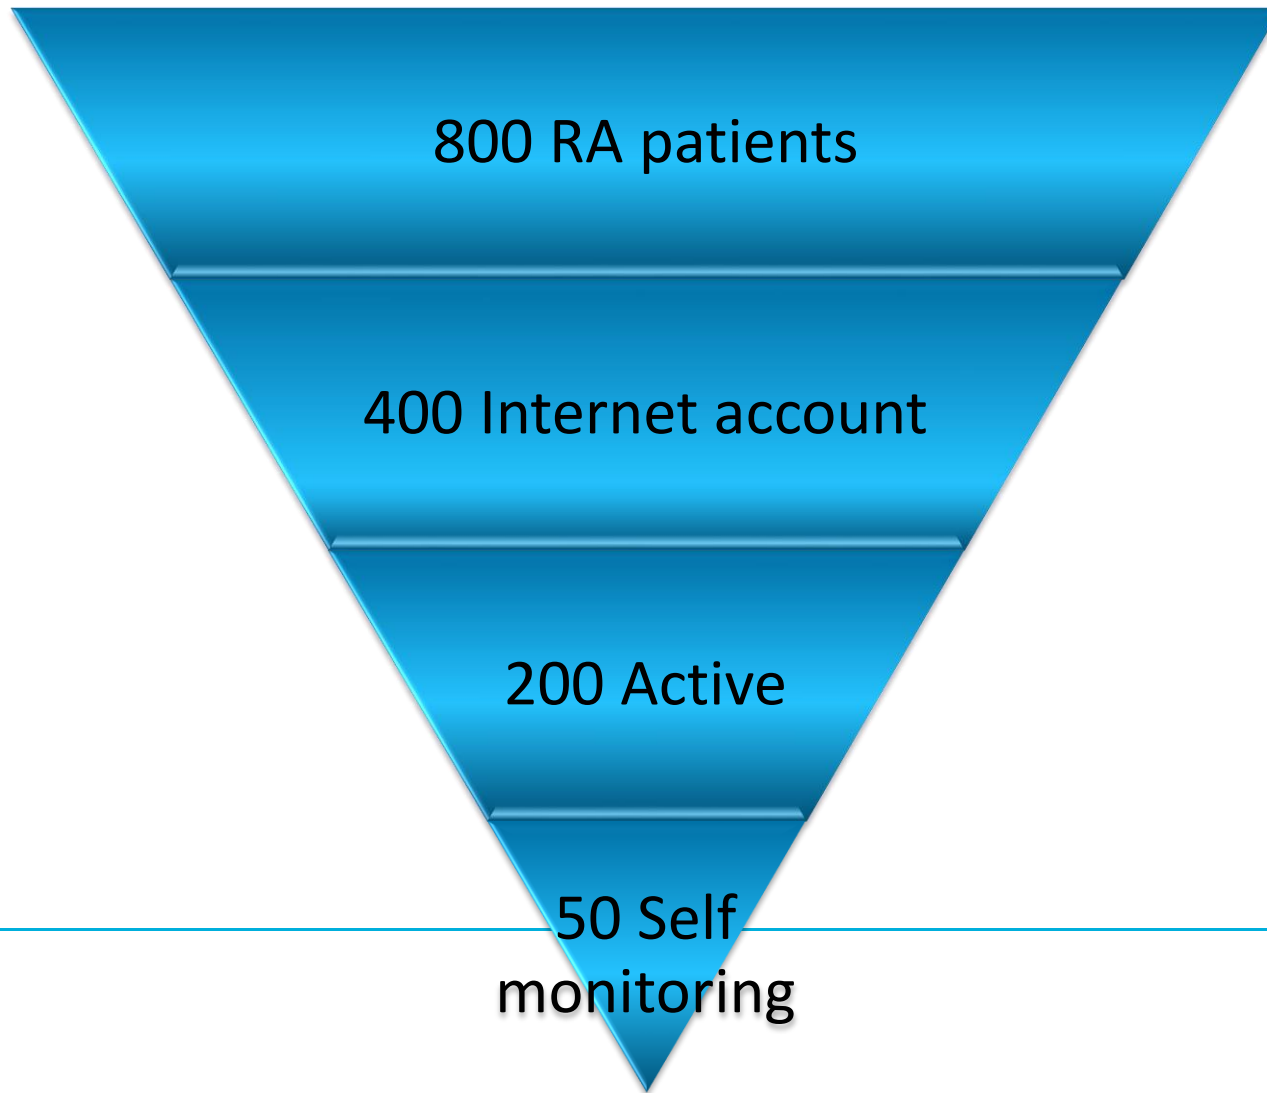 800 RA patients
400 Internet account
200 Active
50 Self
monitoring